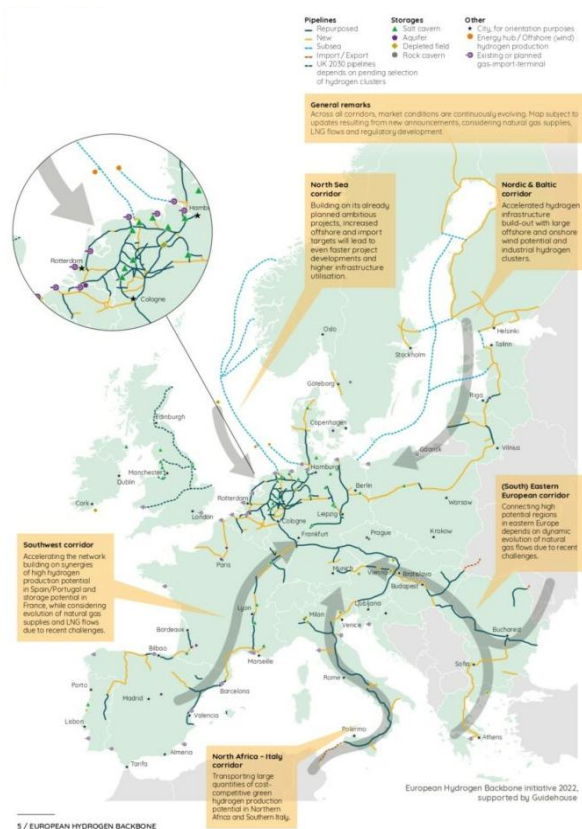 Pipelines
Repurposed
New
Subsea
Import / Export
UK 2030 pipelines
depends on pending selection
of hydrogen clusters
Storages
Salt cavern
Aquifer
Depleted field
Rock cavern
Other
City, for orientation purposes
Energy hub / Offshore (wind)
hydrogen production
Existing or planned
gas-import-terminal
General remarks
Across all corridors, market conditions are continuously evolving. Map subject to
updates resulting from new announcements, considering natural gas supplies,
LNG flows and regulatory development.
North Sea
corridor
Building on its already
planned ambitious
projects, increased
offshore and import
targets will lead to
even faster project
developments and
higher infrastructure
utilisation.
Nordic & Baltic
corridor
Accelerated hydrogen
infrastructure
build-out with large
offshore and onshore
wind potential and
industrial hydrogen
clusters.
Hamb
Rotterdam
Cologne
Oslo
Helsinki
Tallinn
Stockholm
Göteborg
Riga
Edinburgh
Copenhagen
Vilnius
Gdańsk
Manchester
Dublin
Hamburg
Berlin
Cork
London
Rotterdam
Warsaw
Leipzig
Cologne
Frankfurt
Prague
Krakow
Paris
(South) Eastern
European corridor
Connecting high
potential regions
in eastern Europe
depends on dynamic
evolution of natural
gas flows due to recent
challenges.
Southwest corridor
Accelerating the network
building on synergies
of high hydrogen
production potential
in Spain/Portugal and
storage potential in
France, while considering
evolution of natural gas
supplies and LNG flows
due to recent challenges.
Munich
Vienna
Bratislava
Budapest
Lyon
Milan
Ljubljana
Venice
Bordeaux
Bucharest
Bilbao
Marseille
Sofia
Porto
Madrid
Barcelona
Rome
Lisbon
Valencia
Palermo
Athens
Almeria
Tarifa
North Africa – Italy
corridor
Transporting large
quantities of cost-
competitive green
hydrogen production
potential in Northern
Africa and Southern Italy.
European Hydrogen Backbone initiative 2022,
supported by Guidehouse
5 / EUROPEAN HYDROGEN BACKBONE